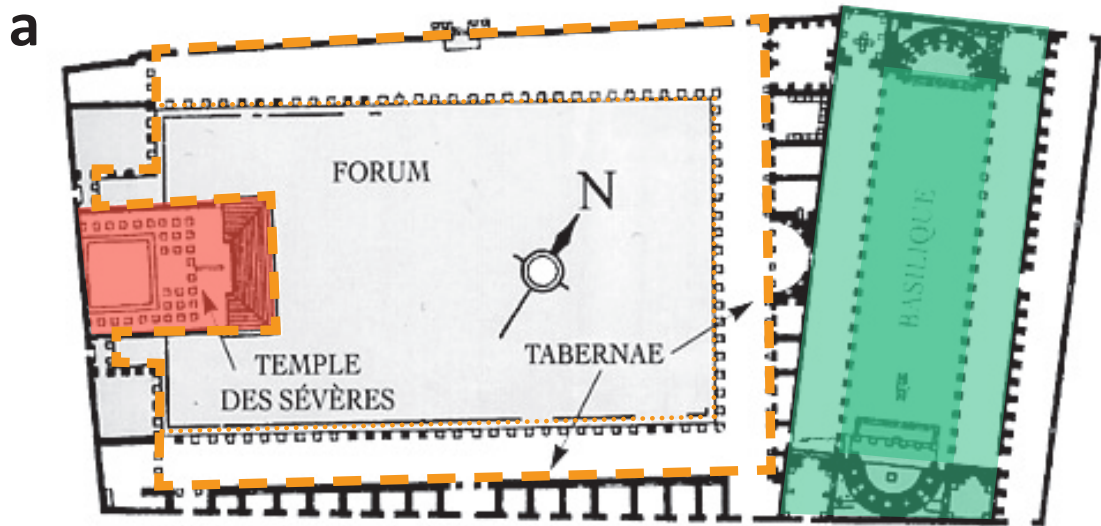 a
FORUM
N
TABERNAE
TEMPLE
DES SÉVÈRES
BASILIQUE